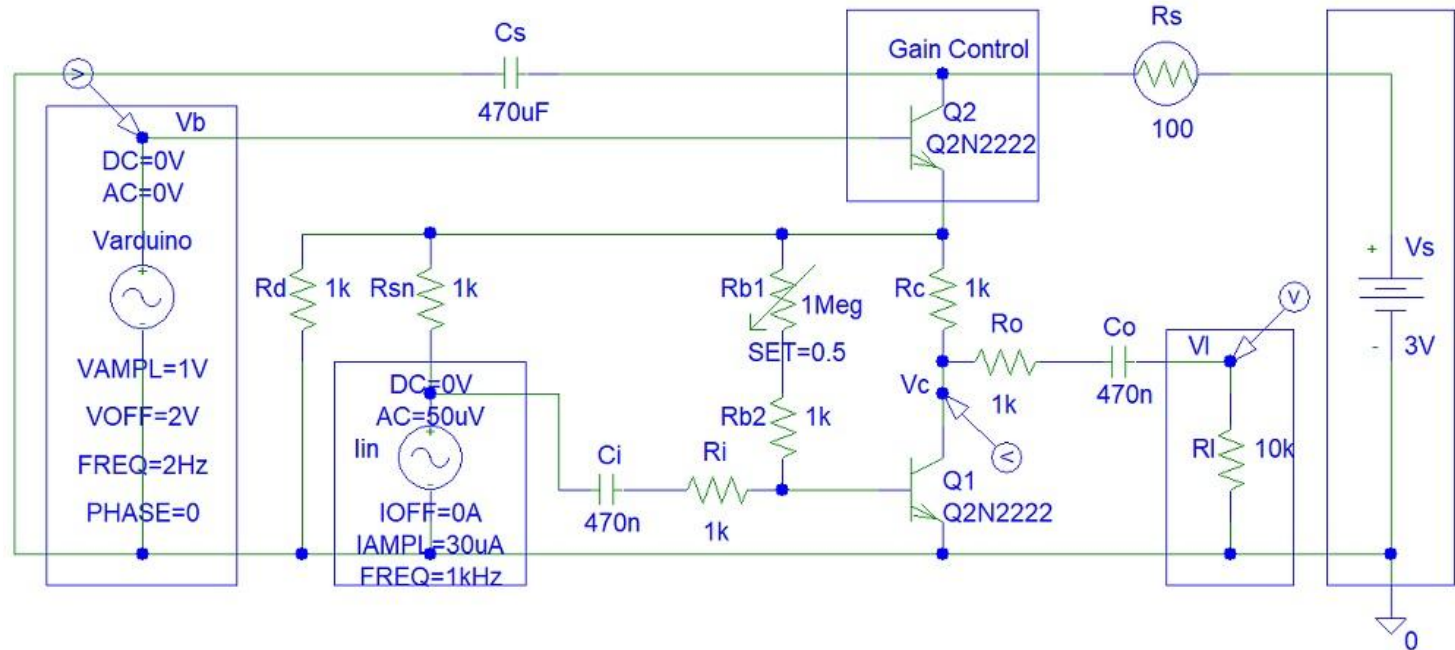 Cs
470uF
Gain Control
Q2
Q2N2222
Rs
100
V
Vb
DC=0V
AC=0V
Varduino
+
-
VAMPL=1V
VOFF=2V
FREQ=2Hz
PHASE=0
Rd
1k
Rsn
1k
DC=0V
AC=50uV
Iin
+
-
IOFF=0A
IAMPL=30uA
FREQ=1kHz
Ci
470n
Ri
1k
Rb1
1Meg
SET=0.5
Rb2
1k
Rc
1k
Vc
V
Q1
Q2N2222
Ro
1k
Co
470n
Vl
V
Rl
10k
+
Vs
-
3V
0